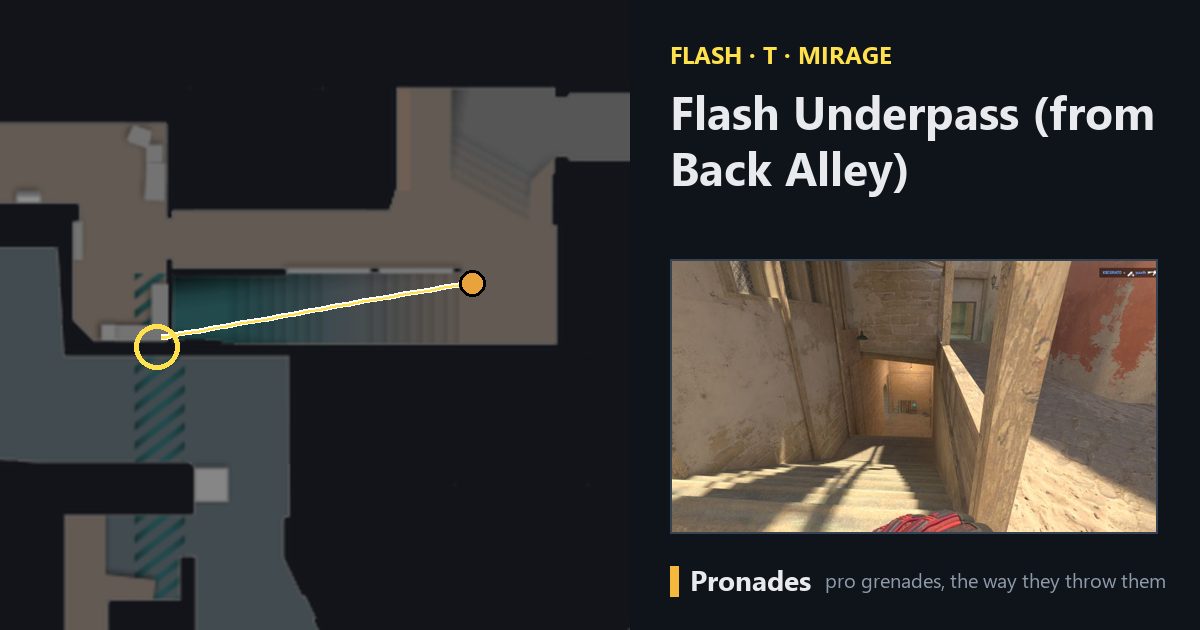 FLASH · T · MIRAGE
Flash Underpass (from
Back Alley)
Pronades pro grenades, the way they throw them